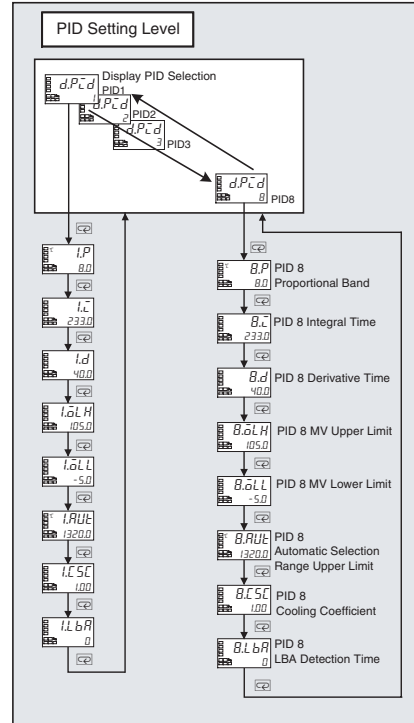 PID Setting Level
Display PID Selection
d.Pid
1
PID1
d.Pid
2
PID2
d.Pid
3
PID3
d.Pid
8
PID8
1.P
8.0
1.i
233.0
1.d
40.0
1.oLH
105.0
1.oLL
-5.0
1.AUt
1320.0
1.CSC
1.00
1.LbA
0
8.P
8.0
PID 8
Proportional Band
8.i
233.0
PID 8 Integral Time
8.d
40.0
PID 8 Derivative Time
8.oLH
105.0
PID 8 MV Upper Limit
8.oLL
-5.0
PID 8 MV Lower Limit
8.AUt
1320.0
PID 8
Automatic Selection
Range Upper Limit
8.CSC
1.00
PID 8
Cooling Coefficient
8.LbA
0
PID 8
LBA Detection Time